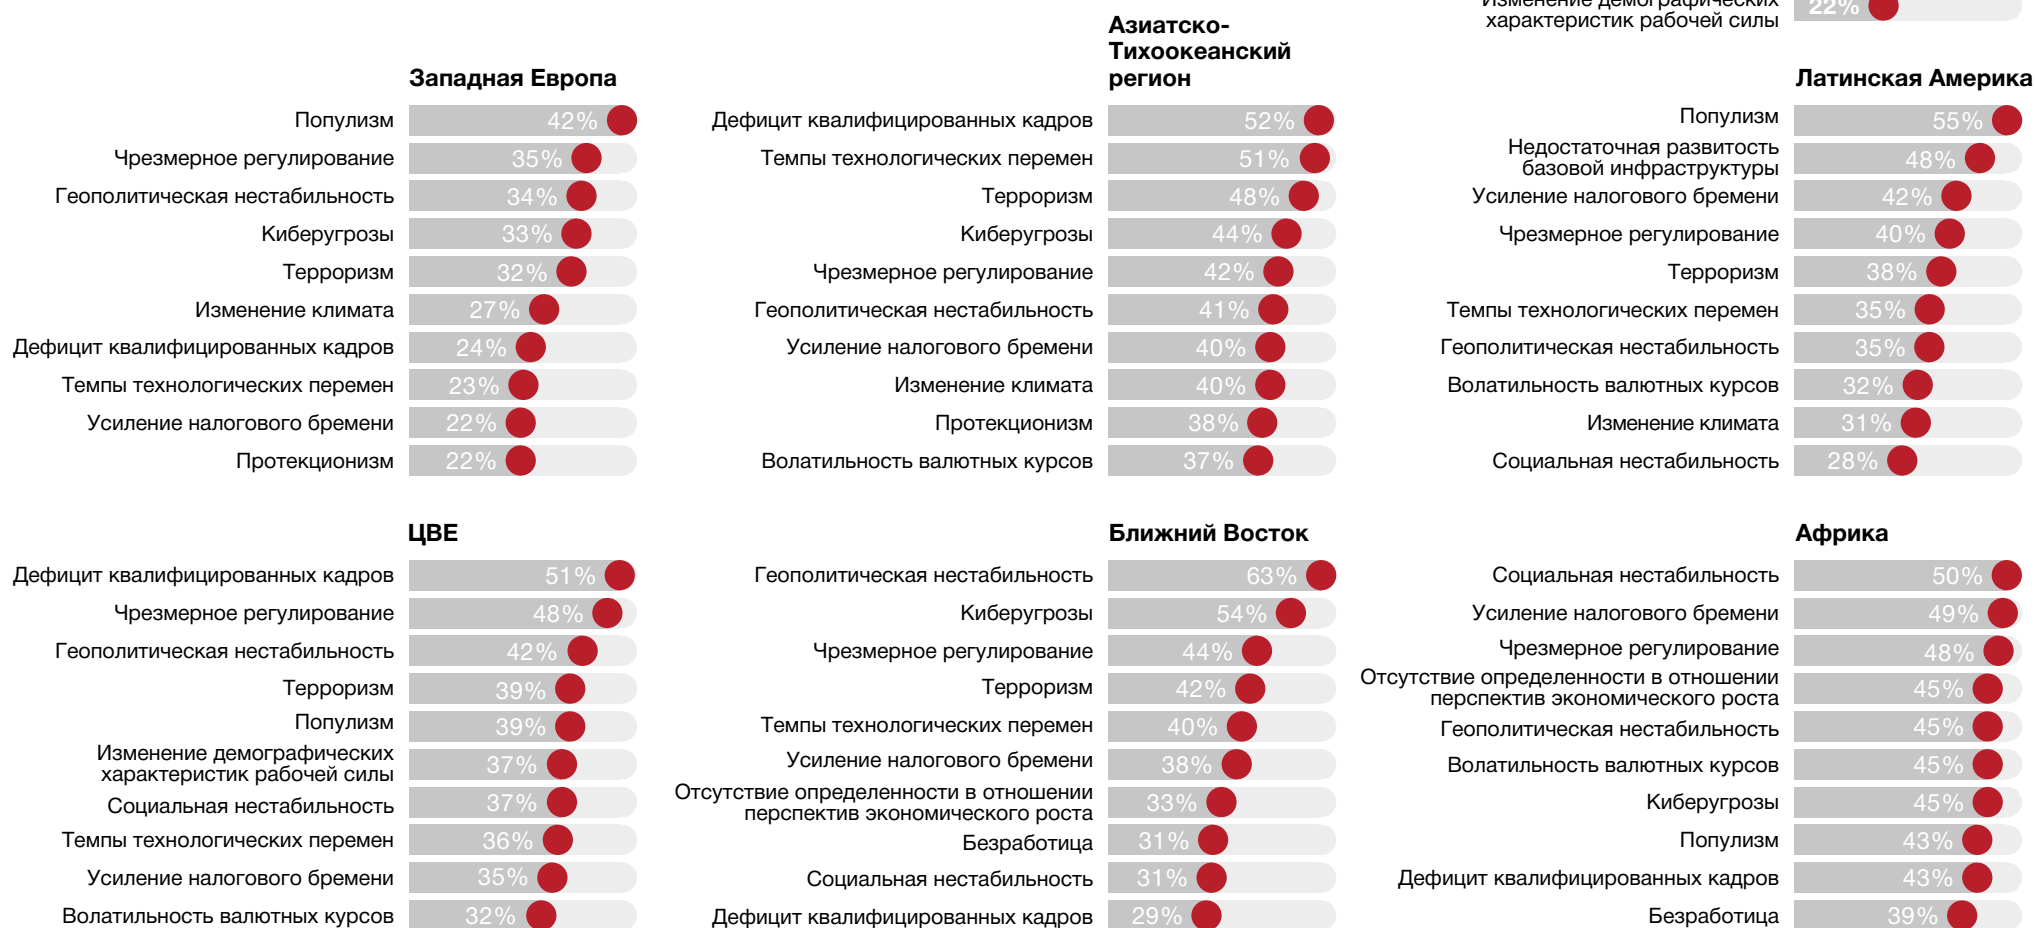 Изменение демографических
характеристик рабочей силы
22%
Западная Европа
Популизм
42%
Чрезмерное регулирование
35%
Геополитическая нестабильность
34%
Киберугрозы
33%
Терроризм
32%
Изменение климата
27%
Дефицит квалифицированных кадров
24%
Темпы технологических перемен
23%
Усиление налогового бремени
22%
Протекционизм
22%
Азиатско-
Тихоокеанский
регион
Дефицит квалифицированных кадров
52%
Темпы технологических перемен
51%
Терроризм
48%
Киберугрозы
44%
Чрезмерное регулирование
42%
Геополитическая нестабильность
41%
Усиление налогового бремени
40%
Изменение климата
40%
Протекционизм
38%
Волатильность валютных курсов
37%
Латинская Америка
Популизм
55%
Недостаточная развитость
базовой инфраструктуры
48%
Усиление налогового бремени
42%
Чрезмерное регулирование
40%
Терроризм
38%
Темпы технологических перемен
35%
Геополитическая нестабильность
35%
Волатильность валютных курсов
32%
Изменение климата
31%
Социальная нестабильность
28%
ЦВЕ
Дефицит квалифицированных кадров
51%
Чрезмерное регулирование
48%
Геополитическая нестабильность
42%
Терроризм
39%
Популизм
39%
Изменение демографических
характеристик рабочей силы
37%
Социальная нестабильность
37%
Темпы технологических перемен
36%
Усиление налогового бремени
35%
Волатильность валютных курсов
32%
Ближний Восток
Геополитическая нестабильность
63%
Киберугрозы
54%
Чрезмерное регулирование
44%
Терроризм
42%
Темпы технологических перемен
40%
Усиление налогового бремени
38%
Отсутствие определенности в отношении
перспектив экономического роста
33%
Безработица
31%
Социальная нестабильность
31%
Дефицит квалифицированных кадров
29%
Африка
Социальная нестабильность
50%
Усиление налогового бремени
49%
Чрезмерное регулирование
48%
Отсутствие определенности в отношении
перспектив экономического роста
45%
Геополитическая нестабильность
45%
Волатильность валютных курсов
45%
Киберугрозы
45%
Популизм
43%
Дефицит квалифицированных кадров
43%
Безработица
39%